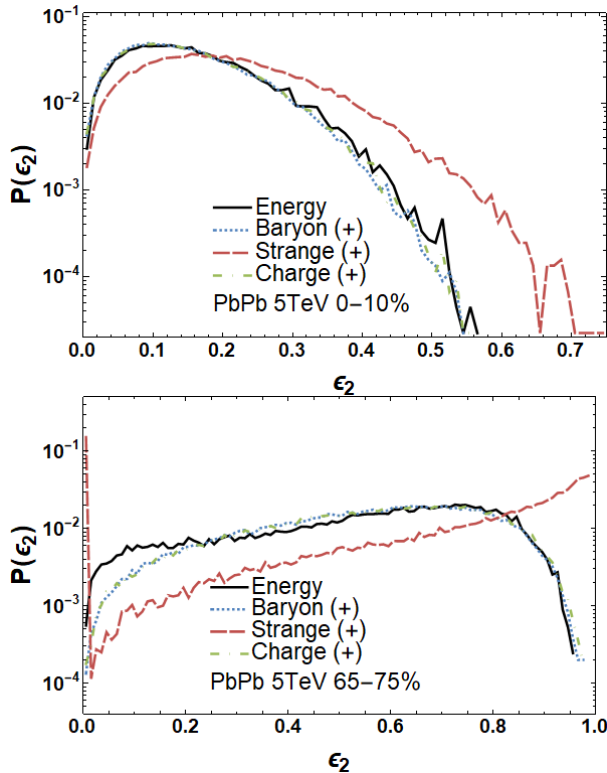 10⁻¹
10⁻²
10⁻³
10⁻⁴
P(ϵ₂)
Energy
Baryon (+)
Strange (+)
Charge (+)
PbPb 5TeV 0–10%
0.0 0.1 0.2 0.3 0.4 0.5 0.6 0.7
ϵ₂
10⁻¹
10⁻²
10⁻³
10⁻⁴
P(ϵ₂)
Energy
Baryon (+)
Strange (+)
Charge (+)
PbPb 5TeV 65–75%
0.0 0.2 0.4 0.6 0.8 1.0
ϵ₂